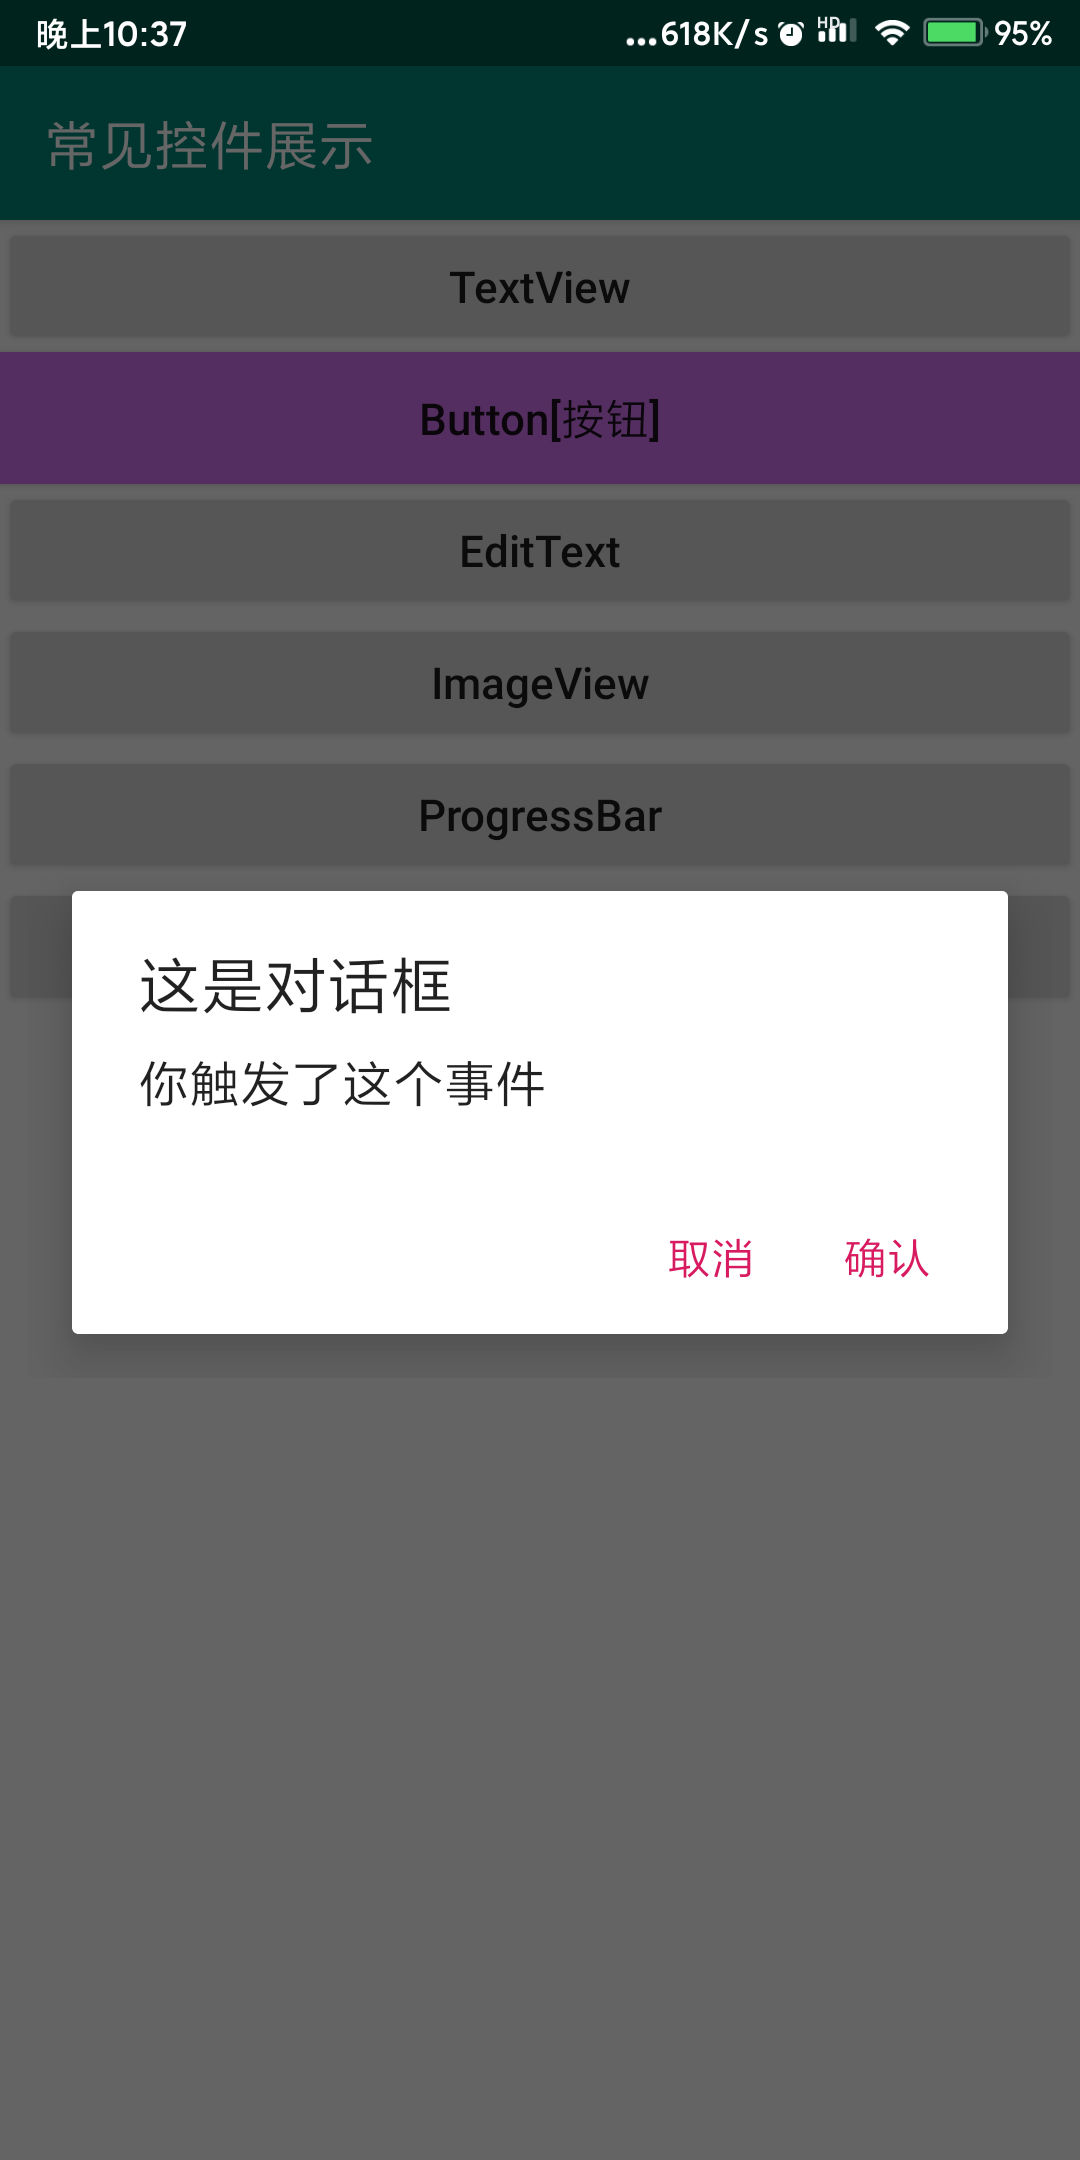 晚上10:37
...618K/s HD 95%
常见控件展示
TextView
Button[按钮]
EditText
ImageView
ProgressBar
这是对话框
你触发了这个事件
取消 确认